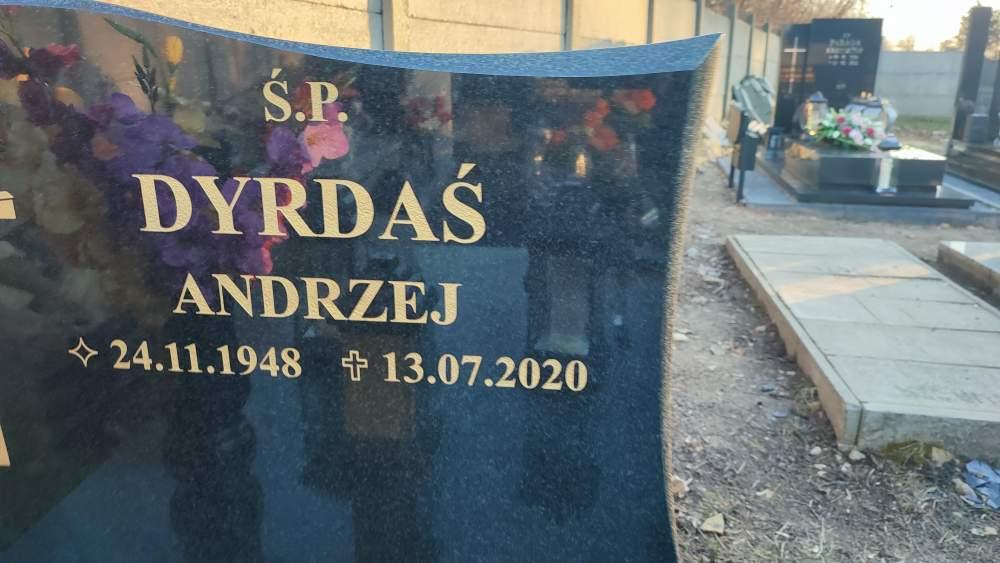 Ś.P.
DYRDAŚ
ANDRZEJ
24.11.1948 13.07.2020